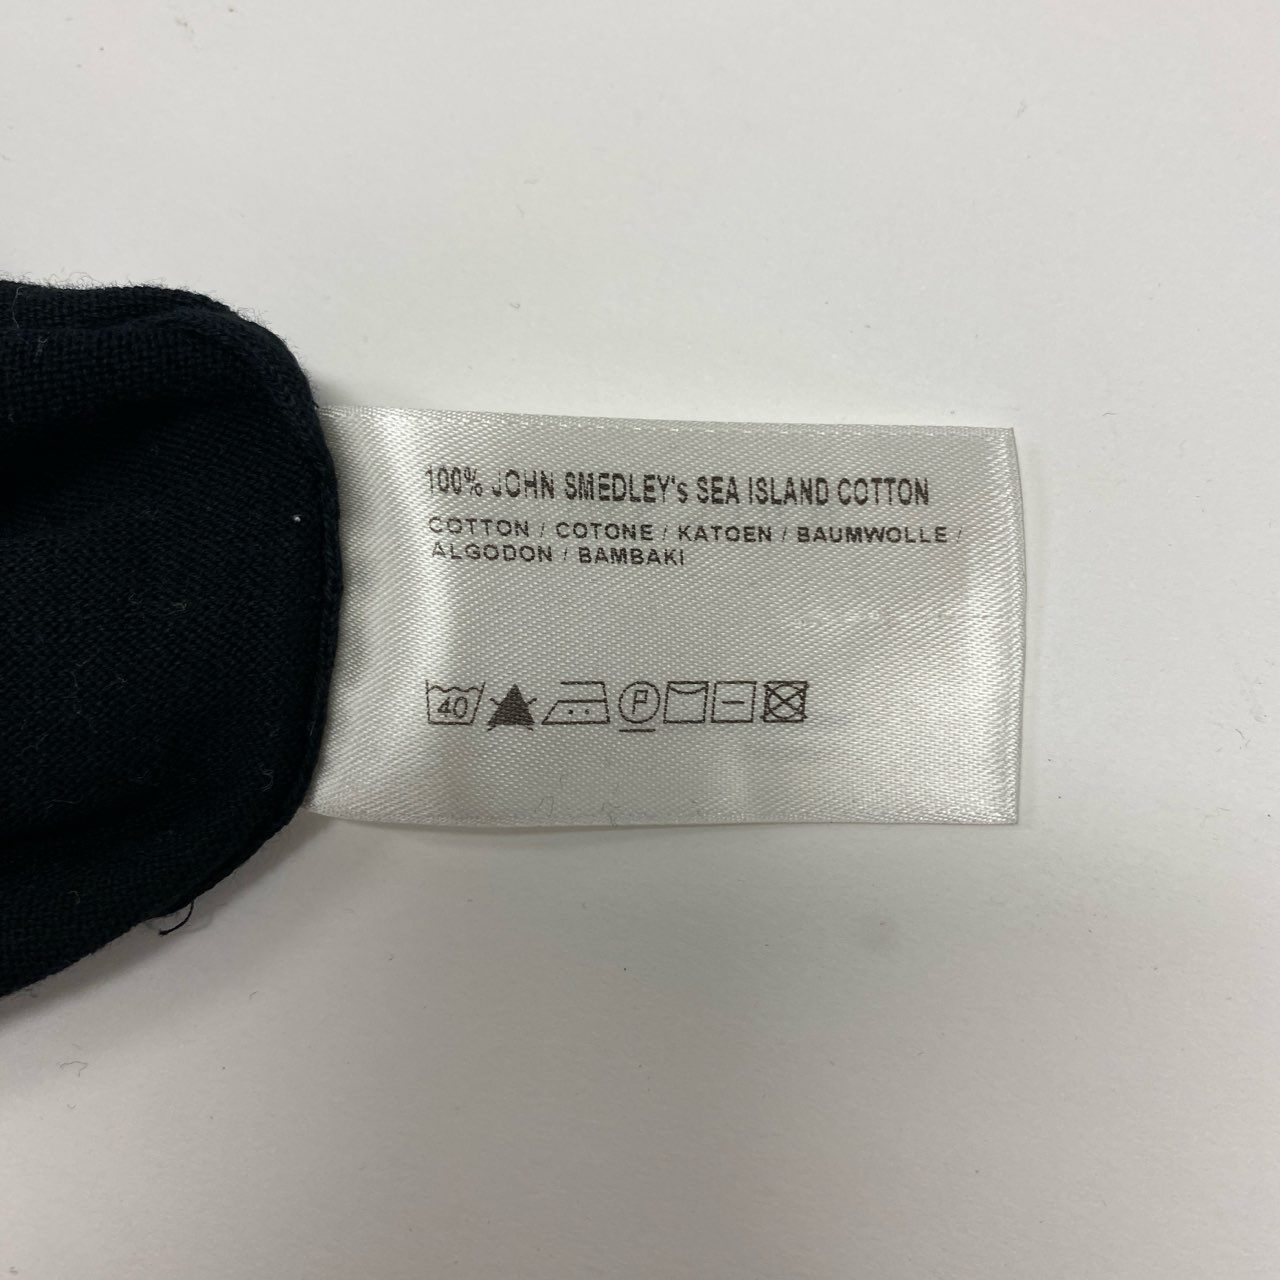 100% JOHN SMEDLEY's SEA ISLAND COTTON
COTTON / COTONE / KATOEN / BAUMWOLLE /
ALGODON / BAMBAKI
40 P